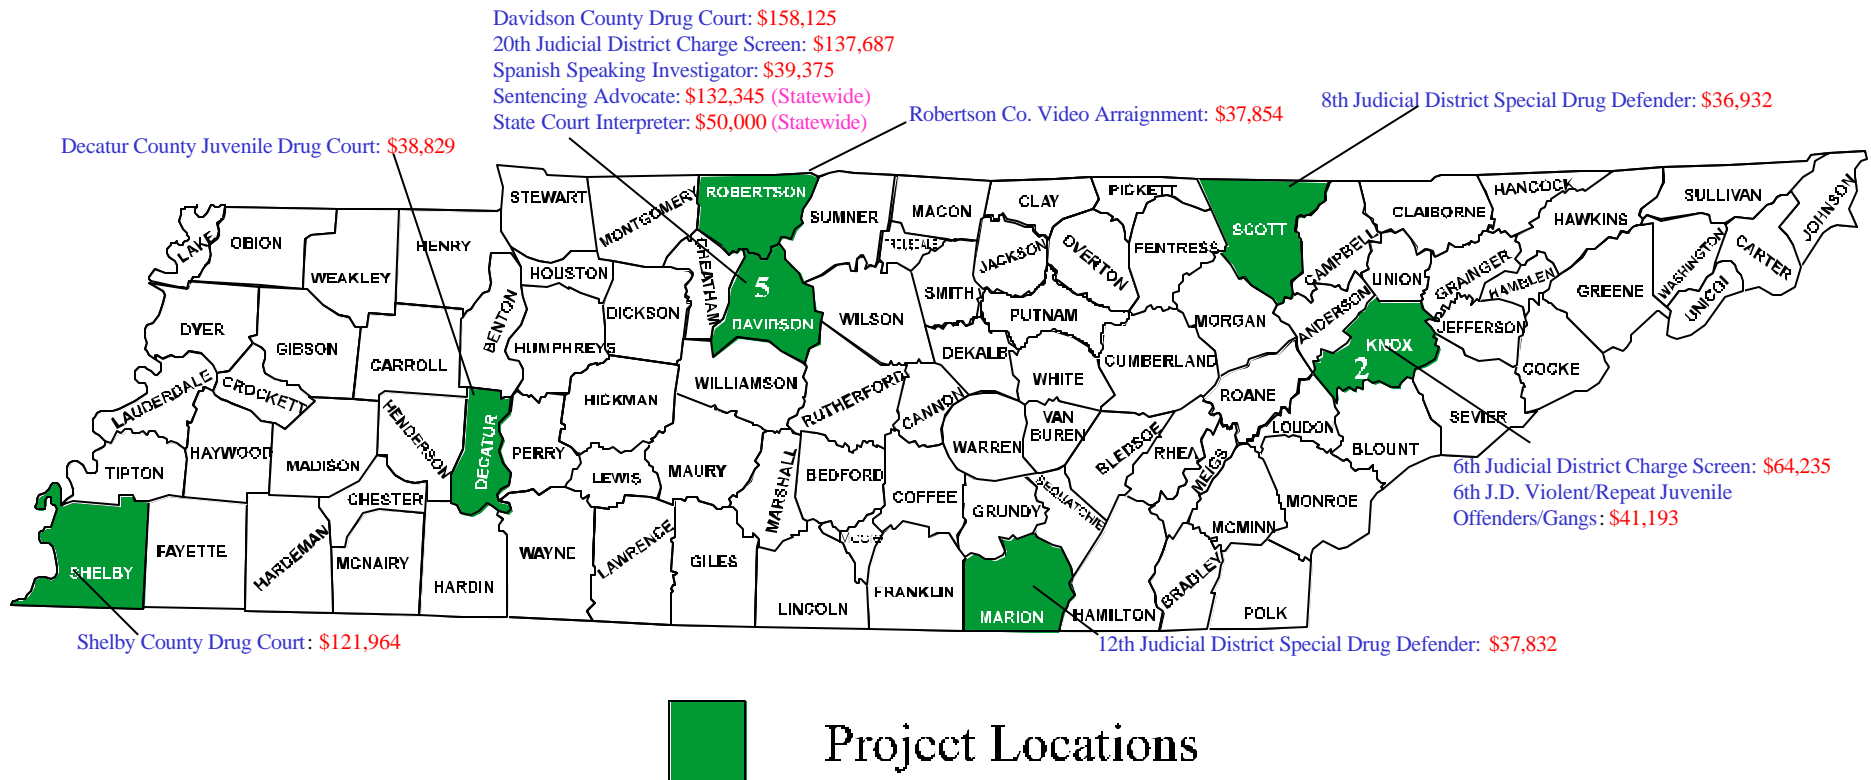 Davidson County Drug Court: $158,125
20th Judicial District Charge Screen: $137,687
Spanish Speaking Investigator: $39,375
Sentencing Advocate: $132,345 (Statewide)
State Court Interpreter: $50,000 (Statewide)
Robertson Co. Video Arraignment: $37,854
8th Judicial District Special Drug Defender: $36,932
Decatur County Juvenile Drug Court: $38,829
LAKE
OBION
WEAKLEY
HENRY
STEWART
MONTGOMERY
ROBERTSON
SUMNER
MACON
CLAY
PICKETT
SCOTT
CLAIBORNE
HANCOCK
HAWKINS
SULLIVAN
JOHNSON
CARTER
WASHINGTON
UNICOI
GREENE
HAMBLEN
GRAINGER
UNION
CAMPBELL
ANDERSON
FENTRESS
OVERTON
JACKSON
SMITH
CHEATHAM
HOUSTON
DICKSON
BENTON
HUMPHREYS
5
DAVIDSON
WILSON
PUTNAM
MORGAN
KNOX
2
JEFFERSON
COCKE
SEVIER
DYER
GIBSON
CARROLL
LAUDERDALE
CROCKETT
HENDERSON
DECATUR
PERRY
HICKMAN
WILLIAMSON
RUTHERFORD
CANNON
DEKALB
WHITE
CUMBERLAND
ROANE
LOUDON
BLOUNT
TIPTON
HAYWOOD
MADISON
CHESTER
LEWIS
MAURY
MARSHALL
BEDFORD
COFFEE
WARREN
VAN
BUREN
BLEDSOE
RHEA
MEIGS
MONROE
MCMINN
SEQUATCHIE
GRUNDY
SHELBY
FAYETTE
HARDEMAN
MCNAIRY
HARDIN
WAYNE
LAWRENCE
GILES
LINCOLN
FRANKLIN
MARION
HAMILTON
BRADLEY
POLK
6th Judicial District Charge Screen: $64,235
6th J.D. Violent/Repeat Juvenile
Offenders/Gangs: $41,193
Shelby County Drug Court: $121,964
12th Judicial District Special Drug Defender: $37,832
Project Locations